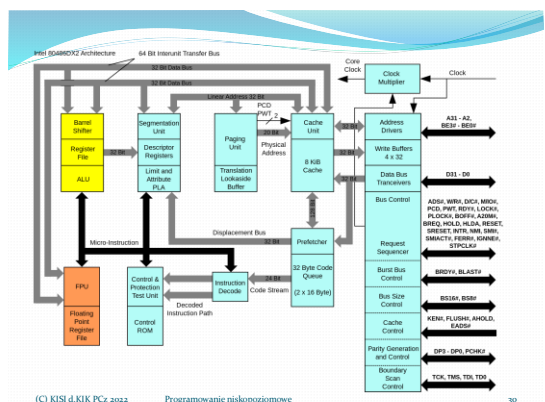 Intel 80486DX2 Architecture
64 Bit Interunit Transfer Bus
32 Bit Data Bus
32 Bit Data Bus
Linear Address 32 Bit
Core
Clock
Clock
Multiplier
Clock
PCD
PWT
2
Barrel
Shifter
Register
File
ALU
32 Bit
Segmentation
Unit
Descriptor
Registers
Limit and
Attribute
PLA
Paging
Unit
Translation
Lookaside
Buffer
20 Bit
Physical
Address
Cache
Unit
8 KiB
Cache
32 Bit
32 Bit
32 Bit
128 Bit
Address
Drivers
Write Buffers
4 x 32
Data Bus
Tranceivers
Bus Control
Request
Sequencer
Burst Bus
Control
Bus Size
Control
Cache
Control
Parity Generation
and Control
Boundary
Scan
Control
A31 - A2,
BE3# - BE0#
D31 - D0
ADS#, W/R#, D/C#, M/IO#,
PCD, PWT, RDY#, LOCK#,
PLOCK#, BOFF#, A20M#,
BREQ, HOLD, HLDA, RESET,
SRESET, INTR, NMI, SMI#,
SMIACT#, FERR#, IGNNE#,
STPCLK#
BRDY#, BLAST#
BS16#, BS8#
KEN#, FLUSH#, AHOLD,
EADS#
DP3 - DP0, PCHK#
TCK, TMS, TDI, TD0
Displacement Bus
32 Bit
Micro-Instruction
Prefetcher
32 Byte Code
Queue
(2 x 16 Byte)
24 Bit
Code Stream
Instruction
Decode
Decoded
Instruction Path
Control &
Protection
Test Unit
Control
ROM
FPU
Floating
Point
Register
File
(C) KISI d.KIK PCz 2022
Programowanie niskopoziomowe
30